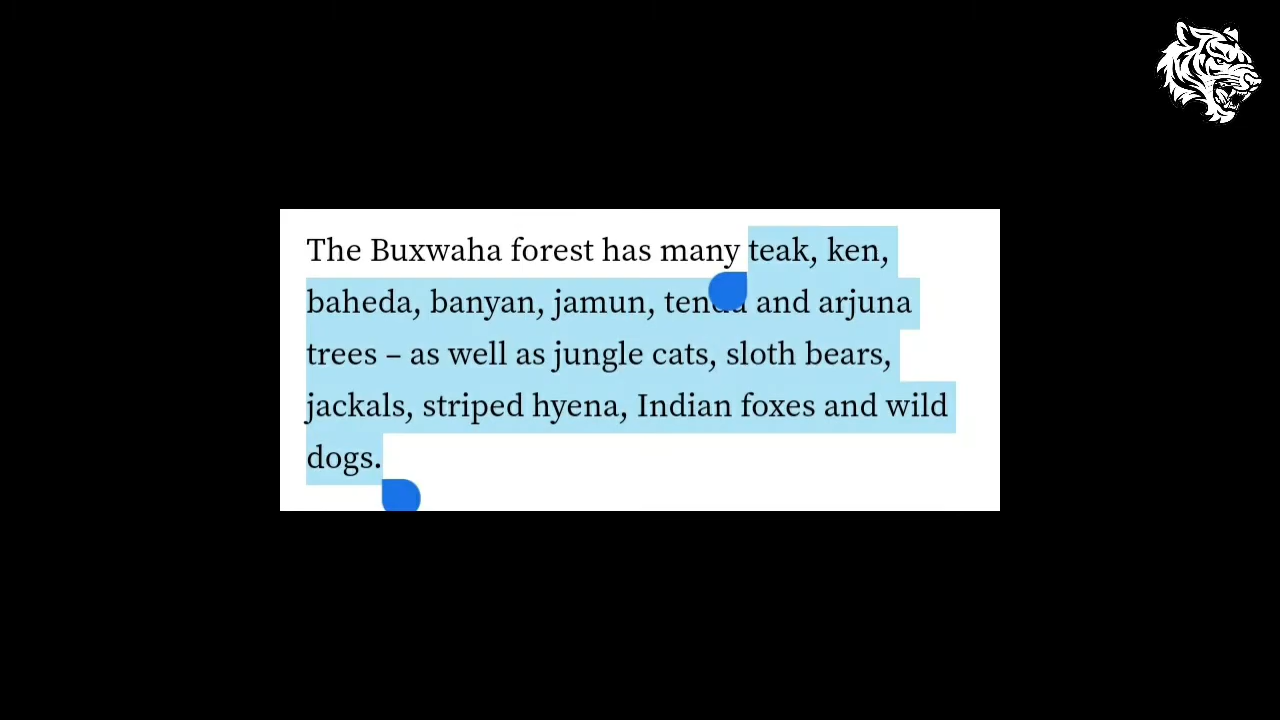 The Buxwaha forest has many teak, ken,
baheda, banyan, jamun, and arjuna
trees – as well as jungle cats, sloth bears,
jackals, striped hyena, Indian foxes and wild
dogs.